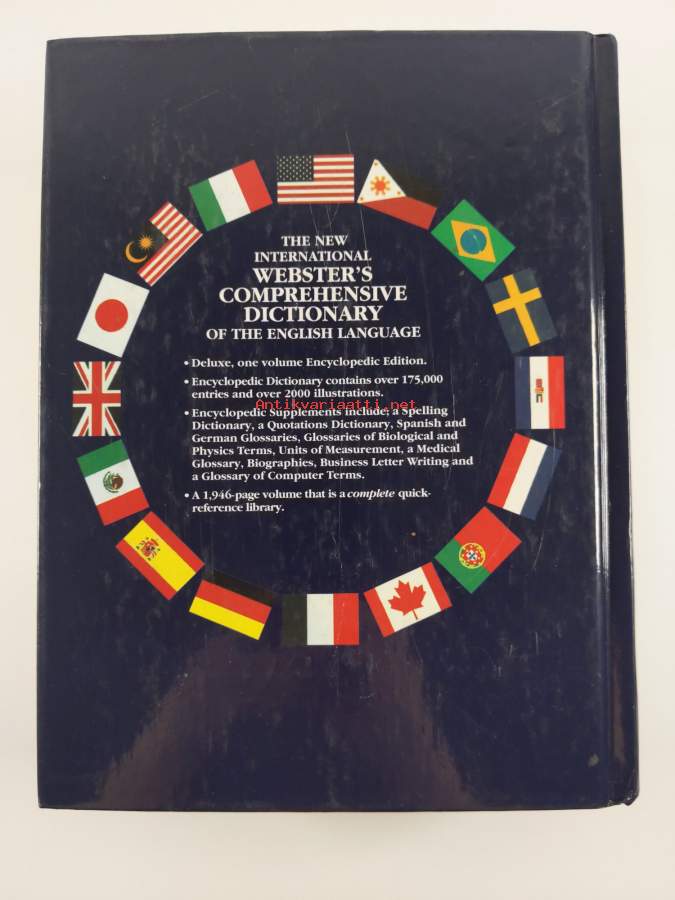 THE NEW
INTERNATIONAL
WEBSTER'S
COMPREHENSIVE
DICTIONARY
OF THE ENGLISH LANGUAGE
• Deluxe, one volume Encyclopedic Edition.
• Encyclopedic Dictionary contains over 175,000
entries and over 2000 illustrations.
Antikvariaatti.net
• Encyclopedic Supplements include; a Spelling
Dictionary, a Quotations Dictionary, Spanish and
German Glossaries, Glossaries of Biological and
Physics Terms, Units of Measurement, a Medical
Glossary, Biographies, Business Letter Writing and
a Glossary of Computer Terms.
• A 1,946-page volume that is a complete quick-
reference library.